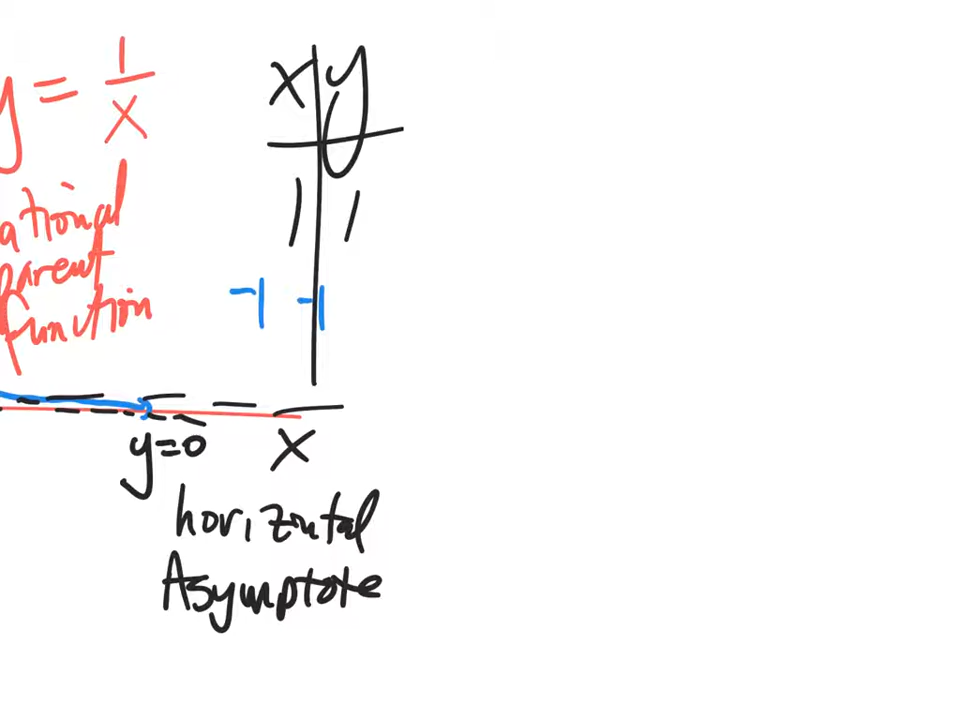 y = 1/x
x y
ational
parent
function
1 1
-1 -1
y=0
x
horizontal
Asymptote